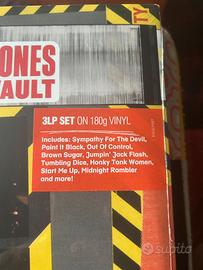 TY
ONES
AULT
3LP SET ON 180g VINYL
Includes: Sympathy For The Devil,
Paint It Black, Out Of Control,
Brown Sugar, Jumpin' Jack Flash,
Tumbling Dice, Honky Tonk Women,
Start Me Up, Midnight Rambler
and more!
subito